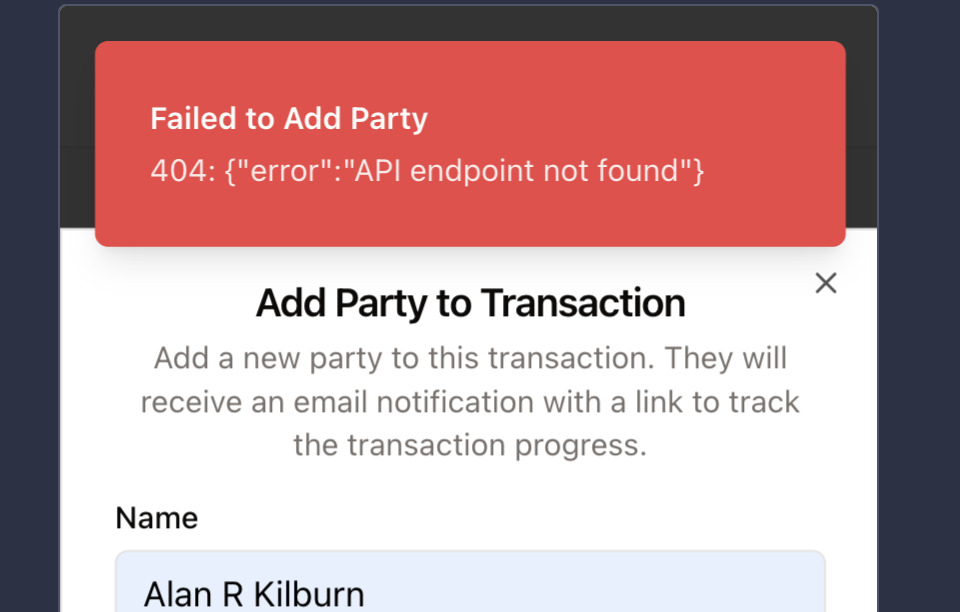 Failed to Add Party
404: {"error":"API endpoint not found"}
Add Party to Transaction
Add a new party to this transaction. They will
receive an email notification with a link to track
the transaction progress.
Name
Alan R Kilburn